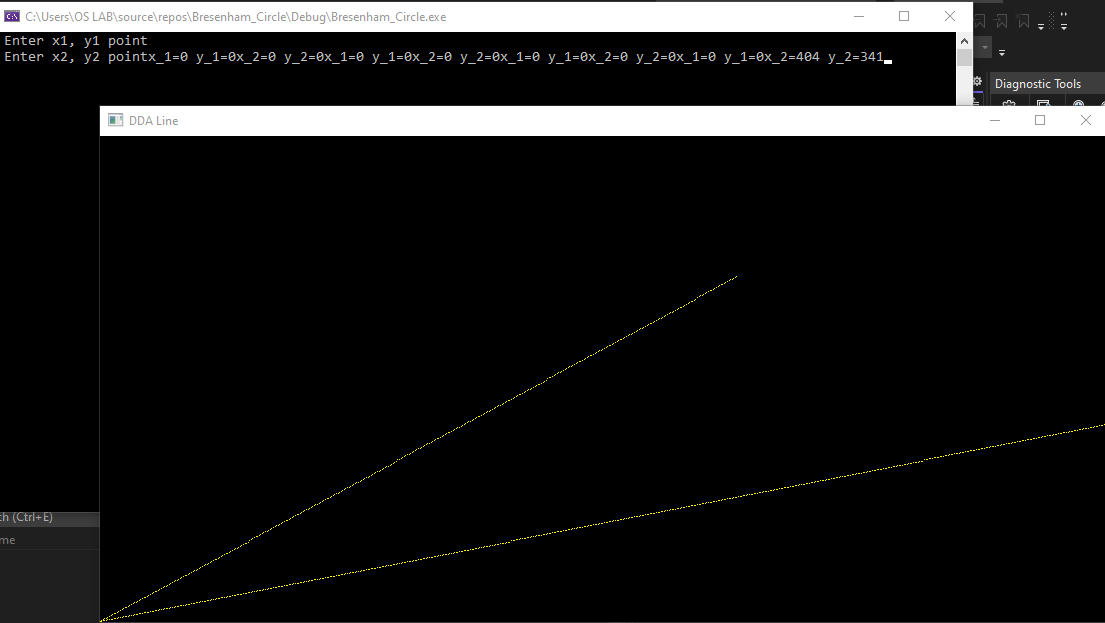 C:\Users\OS LAB\source\repos\Bresenham_Circle\Debug\Bresenham_Circle.exe
Enter x1, y1 point
Enter x2, y2 pointx_1=0 y_1=0x_2=0 y_2=0x_1=0 y_1=0x_2=0 y_2=0x_1=0 y_1=0x_2=0 y_2=0x_1=0 y_1=0x_2=404 y_2=341
Diagnostic Tools
DDA Line
th (Ctrl+E)
me